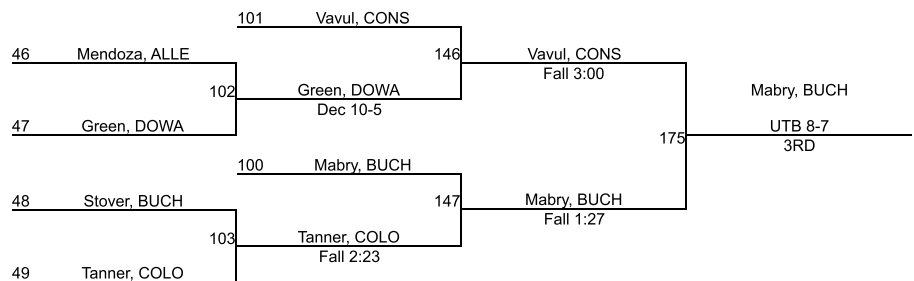 101 Vavul, CONS
46 Mendoza, ALLE
146 Vavul, CONS
Fall 3:00
102 Green, DOWA
Dec 10-5
Mabry, BUCH
47 Green, DOWA
UTB 8-7
175
3RD
100 Mabry, BUCH
48 Stover, BUCH
147 Mabry, BUCH
Fall 1:27
103 Tanner, COLO
Fall 2:23
49 Tanner, COLO